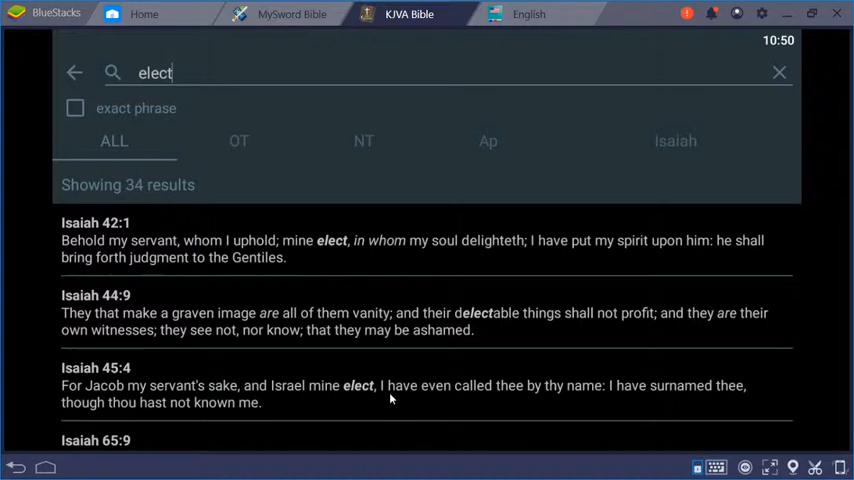 BlueStacks Home MySword Bible KJVA Bible English
10:50
elect
exact phrase
ALL OT NT Ap Isaiah
Showing 34 results
Isaiah 42:1
Behold my servant, whom I uphold; mine elect, in whom my soul delighteth; I have put my spirit upon him: he shall
bring forth judgment to the Gentiles.
Isaiah 44:9
They that make a graven image are all of them vanity; and their delectable things shall not profit; and they are their
own witnesses; they see not, nor know; that they may be ashamed.
Isaiah 45:4
For Jacob my servant's sake, and Israel mine elect, I have even called thee by thy name: I have surnamed thee,
though thou hast not known me.
Isaiah 65:9